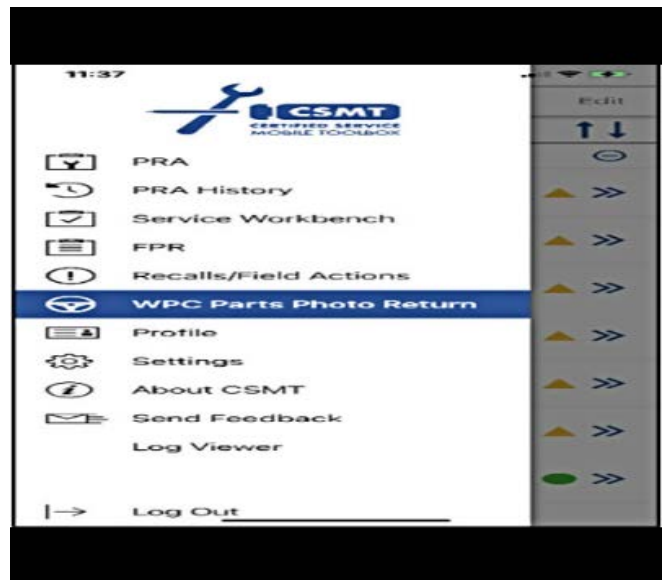 11:37
CSMT
CERTIFIED SERVICE
MOBILE TOOLBOX
Edit
PRA
PRA History
Service Workbench
FPR
Recalls/Field Actions
WPC Parts Photo Return
Profile
Settings
About CSMT
Send Feedback
Log Viewer
Log Out